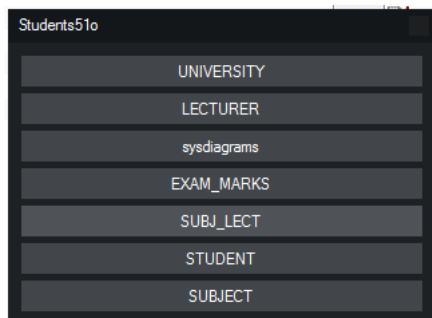 Students51o
UNIVERSITY
LECTURER
sysdiagrams
EXAM_MARKS
SUBJ_LECT
STUDENT
SUBJECT